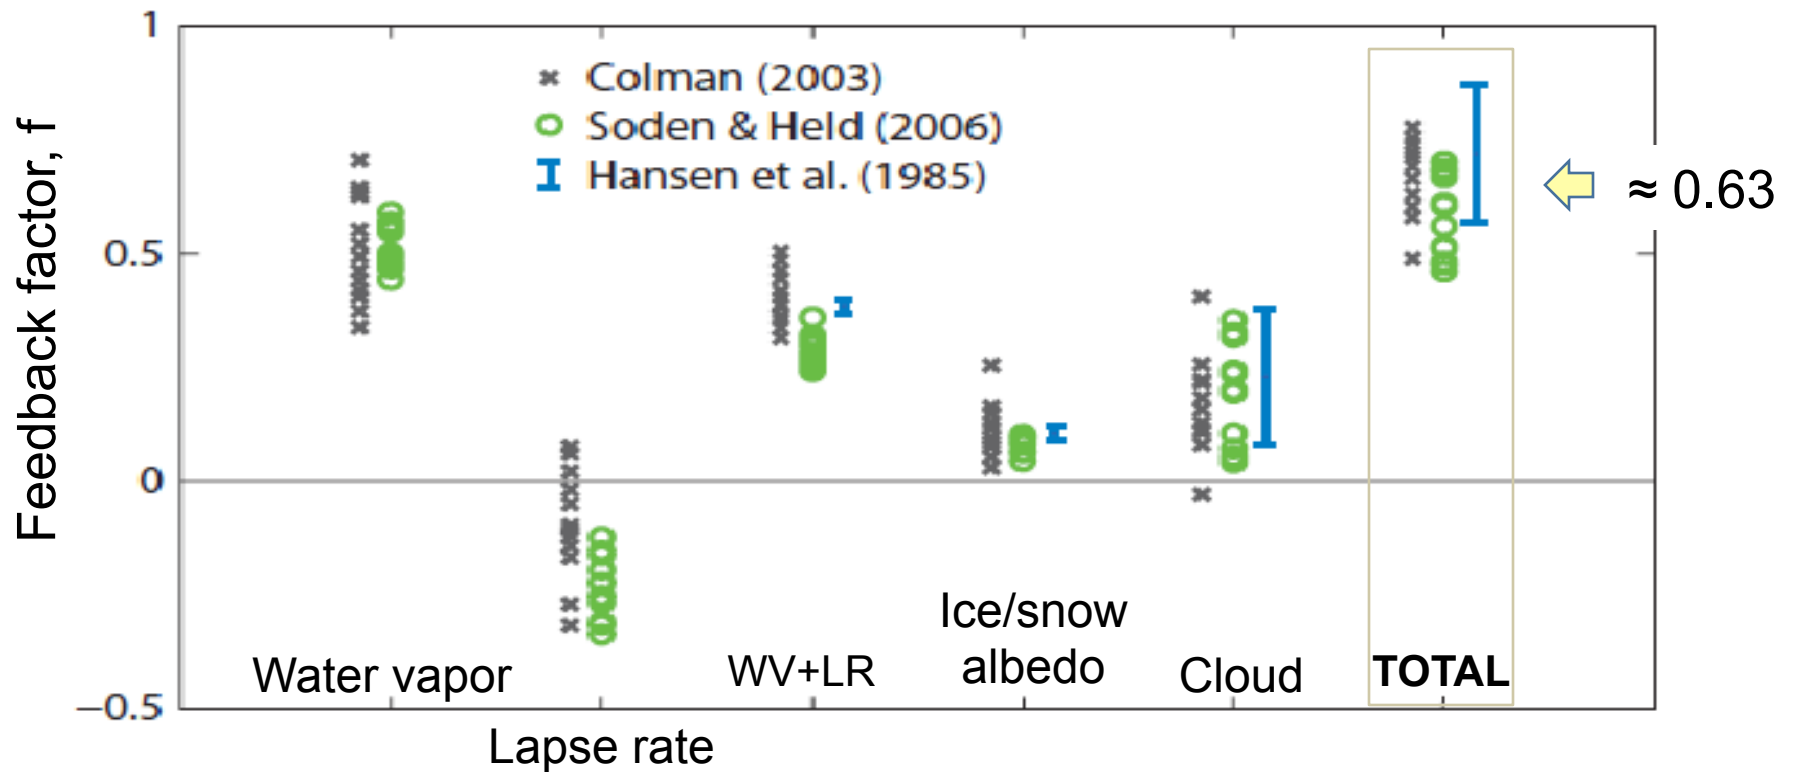 1
Colman (2003)
Soden & Held (2006)
Hansen et al. (1985)
Feedback factor, f
≈ 0.63
0.5
0
Ice/snow
albedo
Water vapor
WV+LR
Cloud
TOTAL
−0.5
Lapse rate